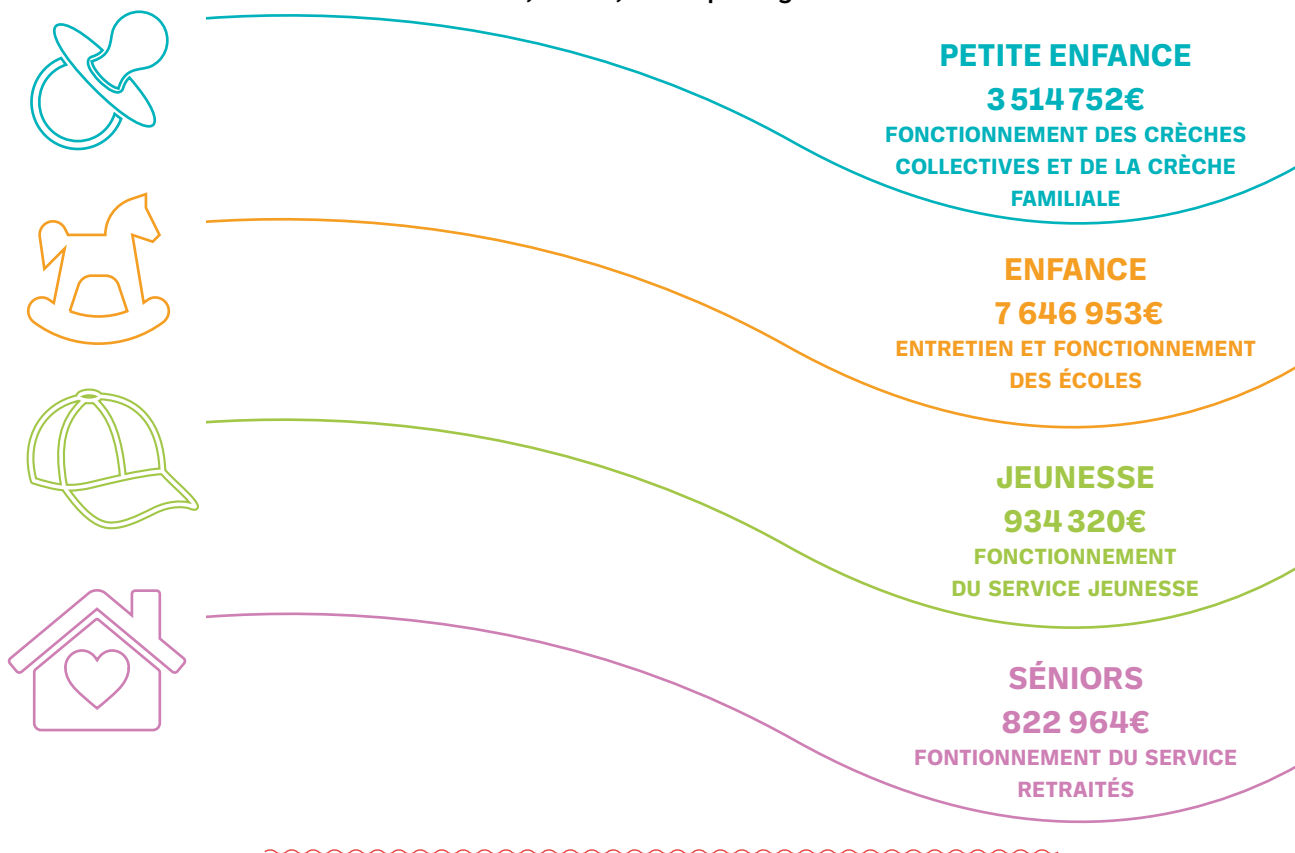 PETITE ENFANCE
3 514 752€
FONCTIONNEMENT DES CRÈCHES
COLLECTIVES ET DE LA CRÈCHE
FAMILIALE
ENFANCE
7 646 953€
ENTRETIEN ET FONCTIONNEMENT
DES ÉCOLES
JEUNESSE
934 320€
FONCTIONNEMENT
DU SERVICE JEUNESSE
SÉNIORS
822 964€
FONTIONNEMENT DU SERVICE
RETRAITÉS